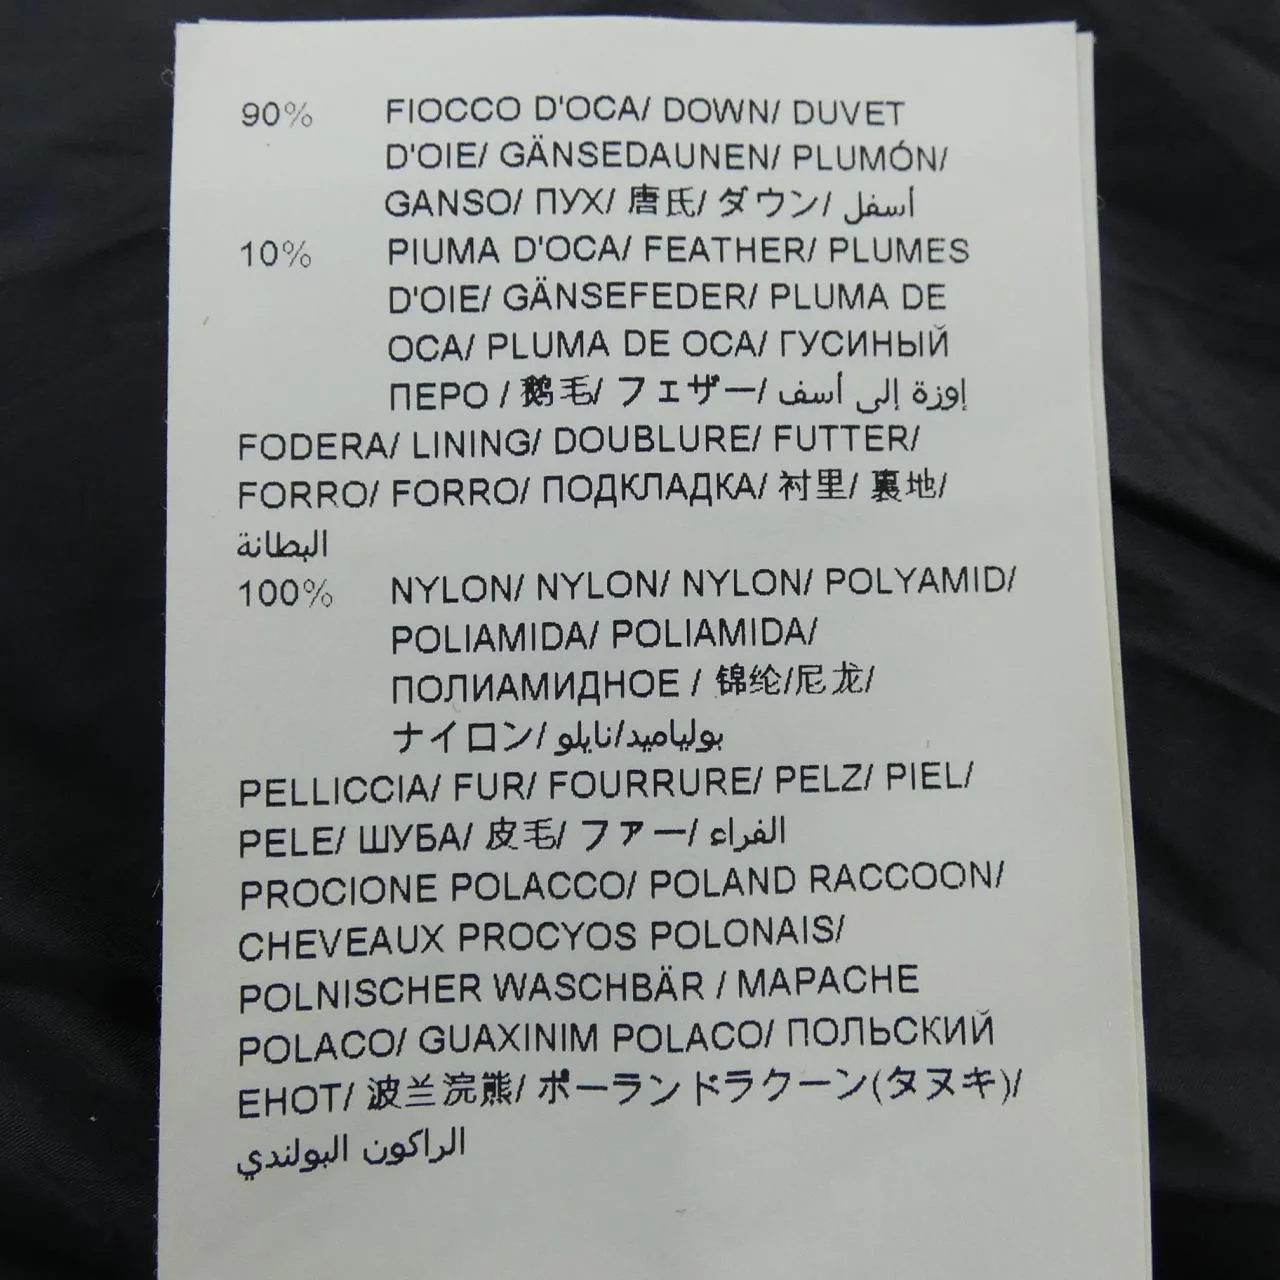 90% FIOCCO D'OCA/ DOWN/ DUVET
D'OIE/ GÄNSEDAUNEN/ PLUMÓN/
GANSO/ ПУХ/ 唐氏/ ダウン/ أسفل
10% PIUMA D'OCA/ FEATHER/ PLUMES
D'OIE/ GÄNSEFEDER/ PLUMA DE
OCA/ PLUMA DE OCA/ ГУСИНЫЙ
ПЕРО / 鹅毛/ フェザー/ إوزة إلى أسف
FODERA/ LINING/ DOUBLURE/ FUTTER/
FORRO/ FORRO/ ПОДКЛАДКА/ 衬里/ 裏地/
البطانة
100% NYLON/ NYLON/ NYLON/ POLYAMID/
POLIAMIDA/ POLIAMIDA/
ПОЛИАМИДНОЕ / 锦纶/尼龙/
ナイロン/ بولياميد/نايلو
PELLICCIA/ FUR/ FOURRURE/ PELZ/ PIEL/
PELE/ ШУБА/ 皮毛/ ファー/ الفراء
PROCIONE POLACCO/ POLAND RACCOON/
CHEVEAUX PROCYOS POLONAIS/
POLNISCHER WASCHBÄR / MAPACHE
POLACO/ GUAXINIM POLACO/ ПОЛЬСКИЙ
ЕНОТ/ 波兰浣熊/ ポーランドラクーン(タヌキ)/
الراكون البولندي